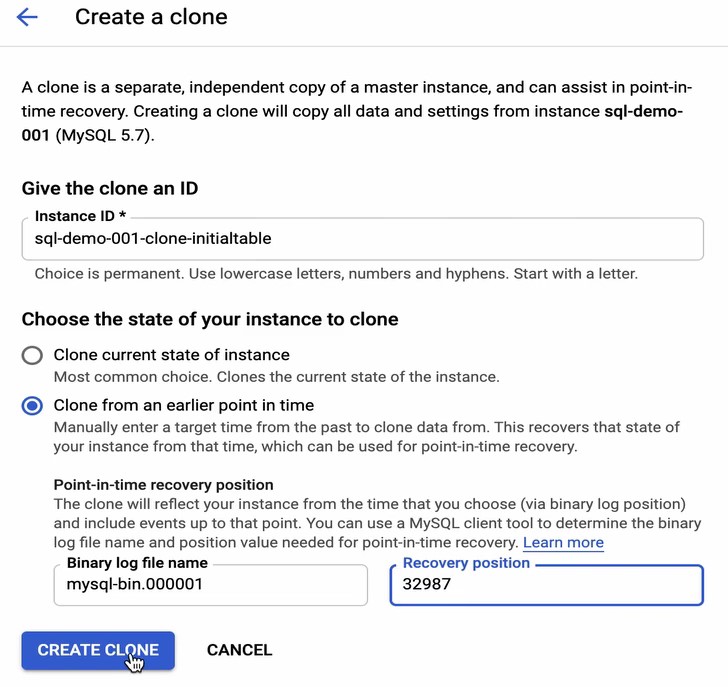 Create a clone
A clone is a separate, independent copy of a master instance, and can assist in point-in-
time recovery. Creating a clone will copy all data and settings from instance sql-demo-
001 (MySQL 5.7).
Give the clone an ID
Instance ID *
sql-demo-001-clone-initialtable
Choice is permanent. Use lowercase letters, numbers and hyphens. Start with a letter.
Choose the state of your instance to clone
Clone current state of instance
Most common choice. Clones the current state of the instance.
Clone from an earlier point in time
Manually enter a target time from the past to clone data from. This recovers that state of
your instance from that time, which can be used for point-in-time recovery.
Point-in-time recovery position
The clone will reflect your instance from the time that you choose (via binary log position)
and include events up to that point. You can use a MySQL client tool to determine the binary
log file name and position value needed for point-in-time recovery. Learn more
Binary log file name
mysql-bin.000001
Recovery position
32987
CREATE CLONE CANCEL